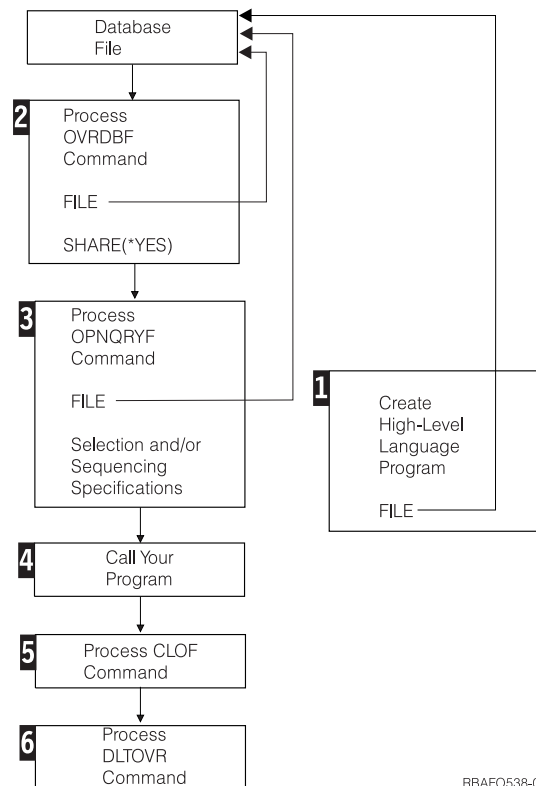 Database
File
2
Process
OVRDBF
Command
FILE
SHARE(*YES)
3
Process
OPNQRYF
Command
FILE
Selection and/or
Sequencing
Specifications
1
Create
High-Level
Language
Program
FILE
4
Call Your
Program
5
Process CLOF
Command
6
Process
DLTOVR
Command